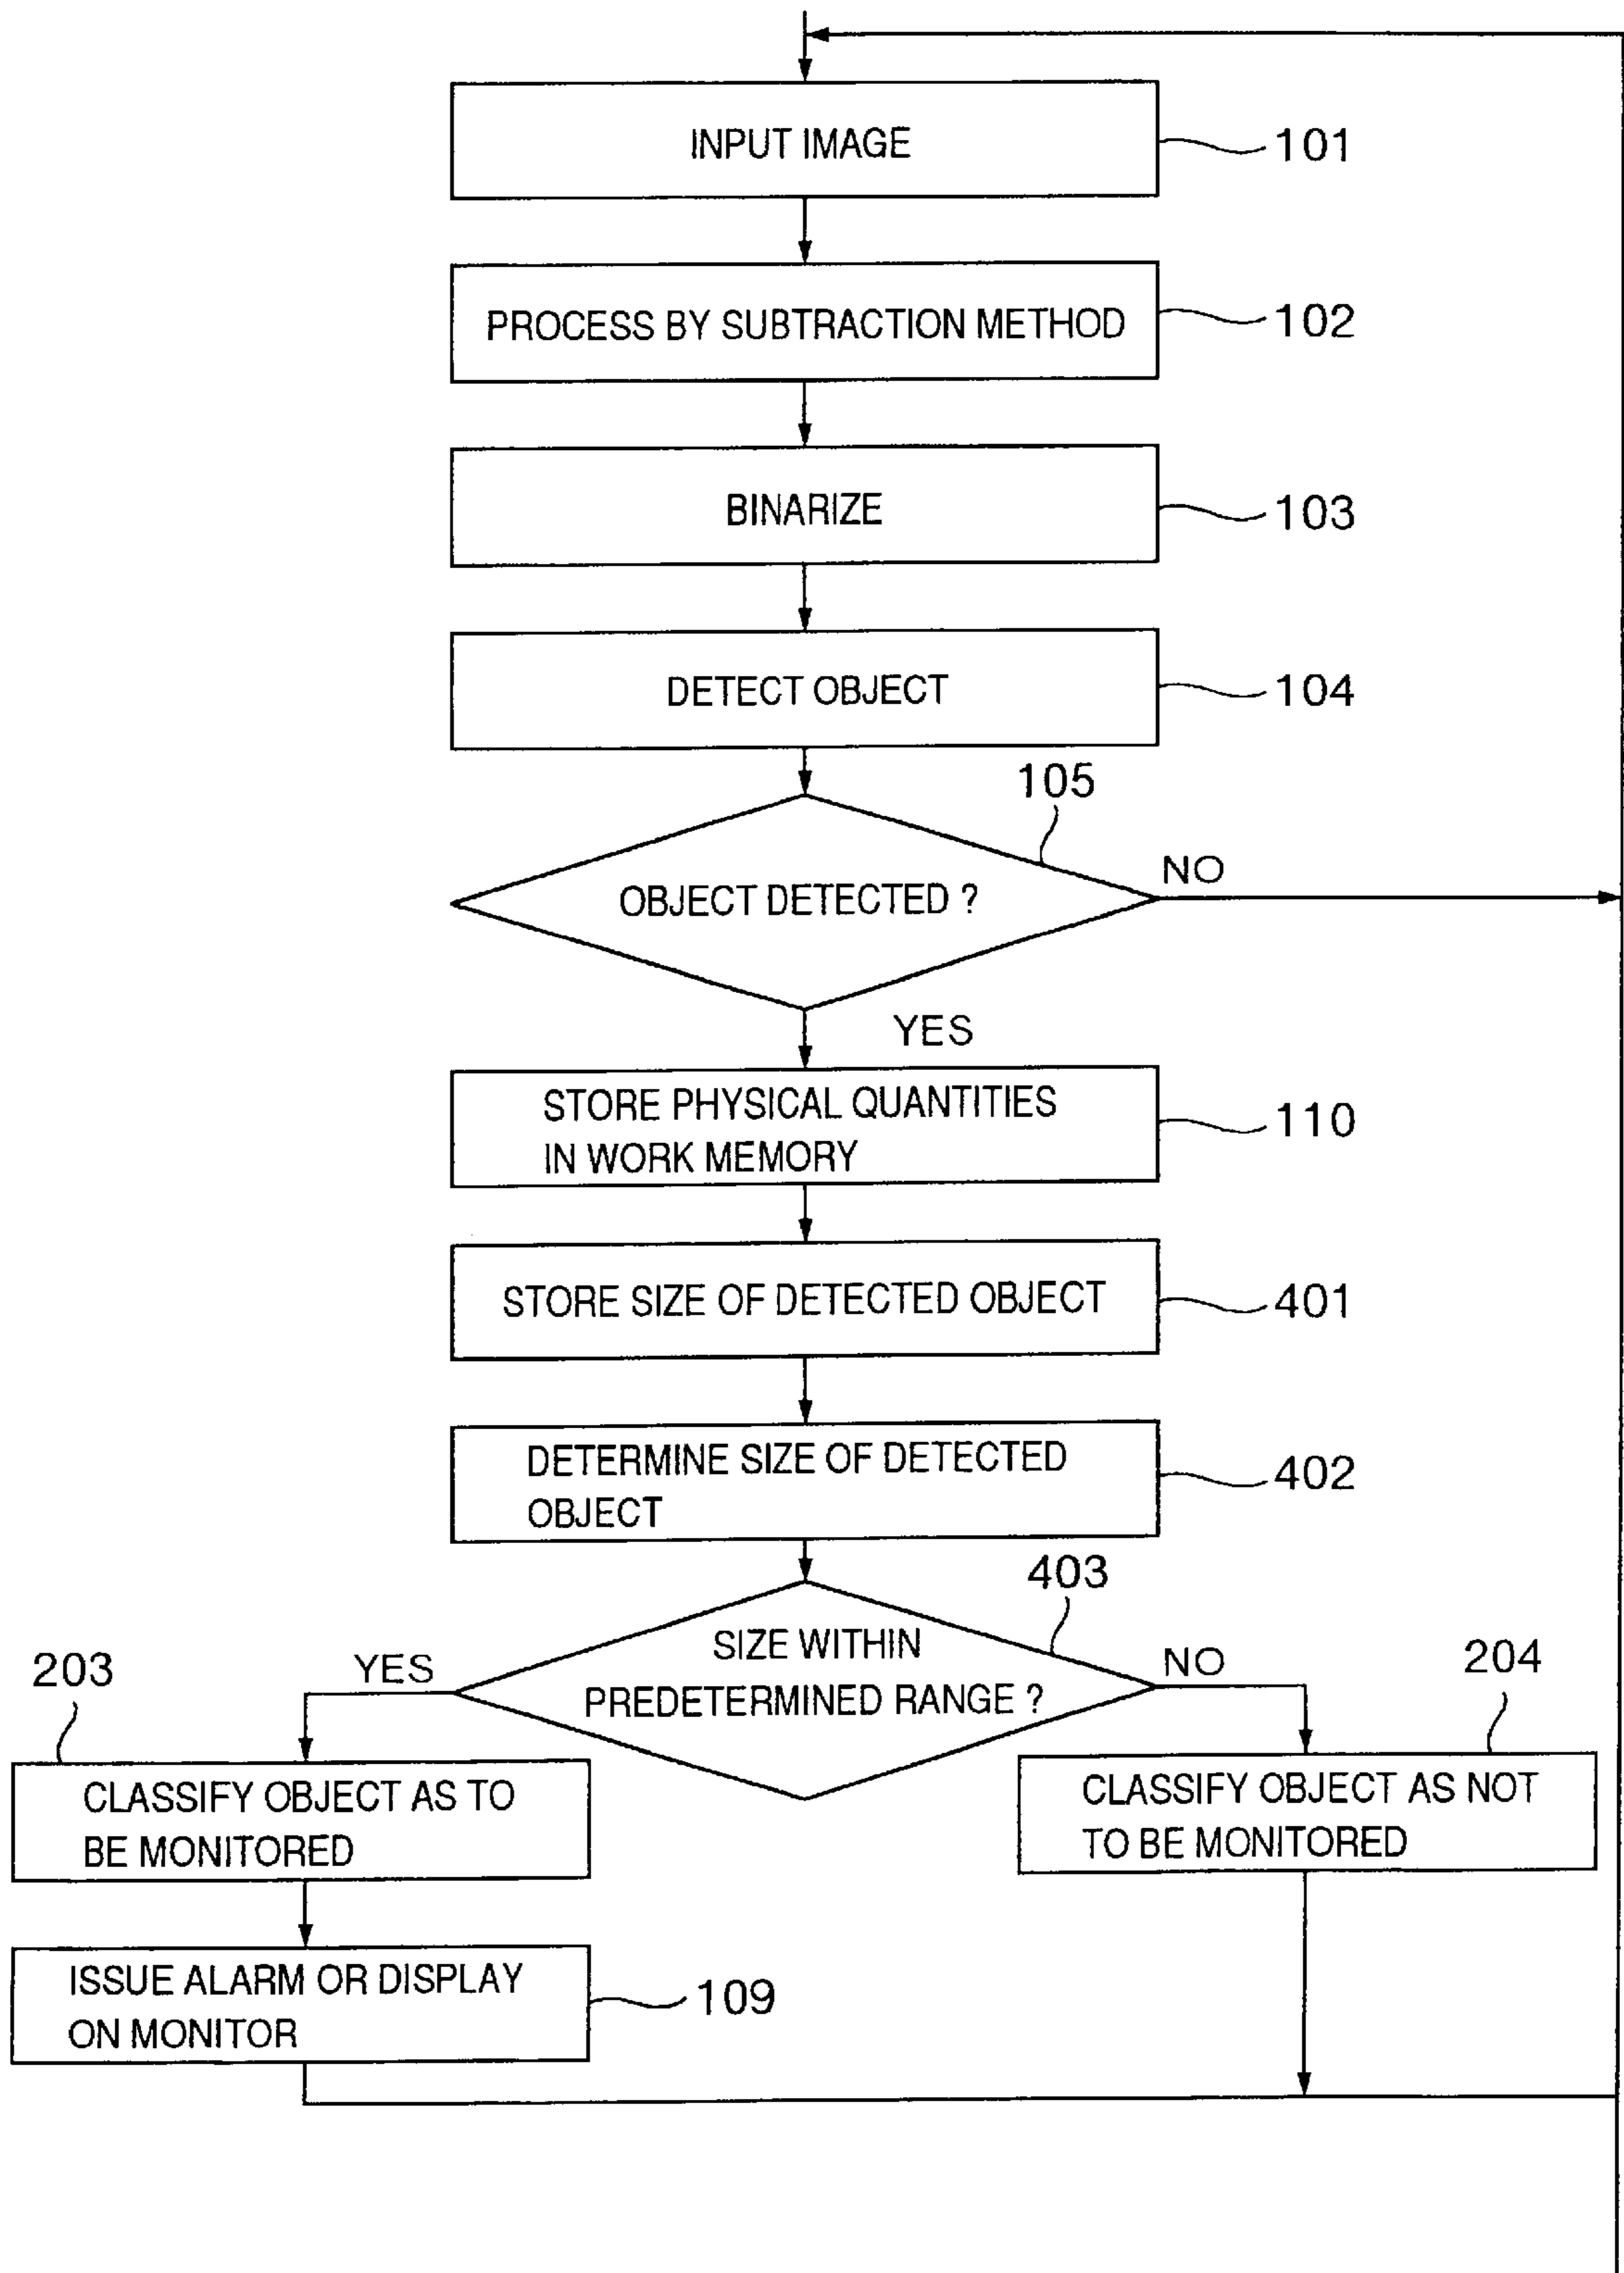 INPUT IMAGE
101
PROCESS BY SUBTRACTION METHOD
102
BINARIZE
103
DETECT OBJECT
104
105
OBJECT DETECTED ?
NO
YES
STORE PHYSICAL QUANTITIES
IN WORK MEMORY
110
STORE SIZE OF DETECTED OBJECT
401
DETERMINE SIZE OF DETECTED
OBJECT
402
403
SIZE WITHIN
PREDETERMINED RANGE ?
YES
NO
203
204
CLASSIFY OBJECT AS TO
BE MONITORED
CLASSIFY OBJECT AS NOT
TO BE MONITORED
ISSUE ALARM OR DISPLAY
ON MONITOR
109